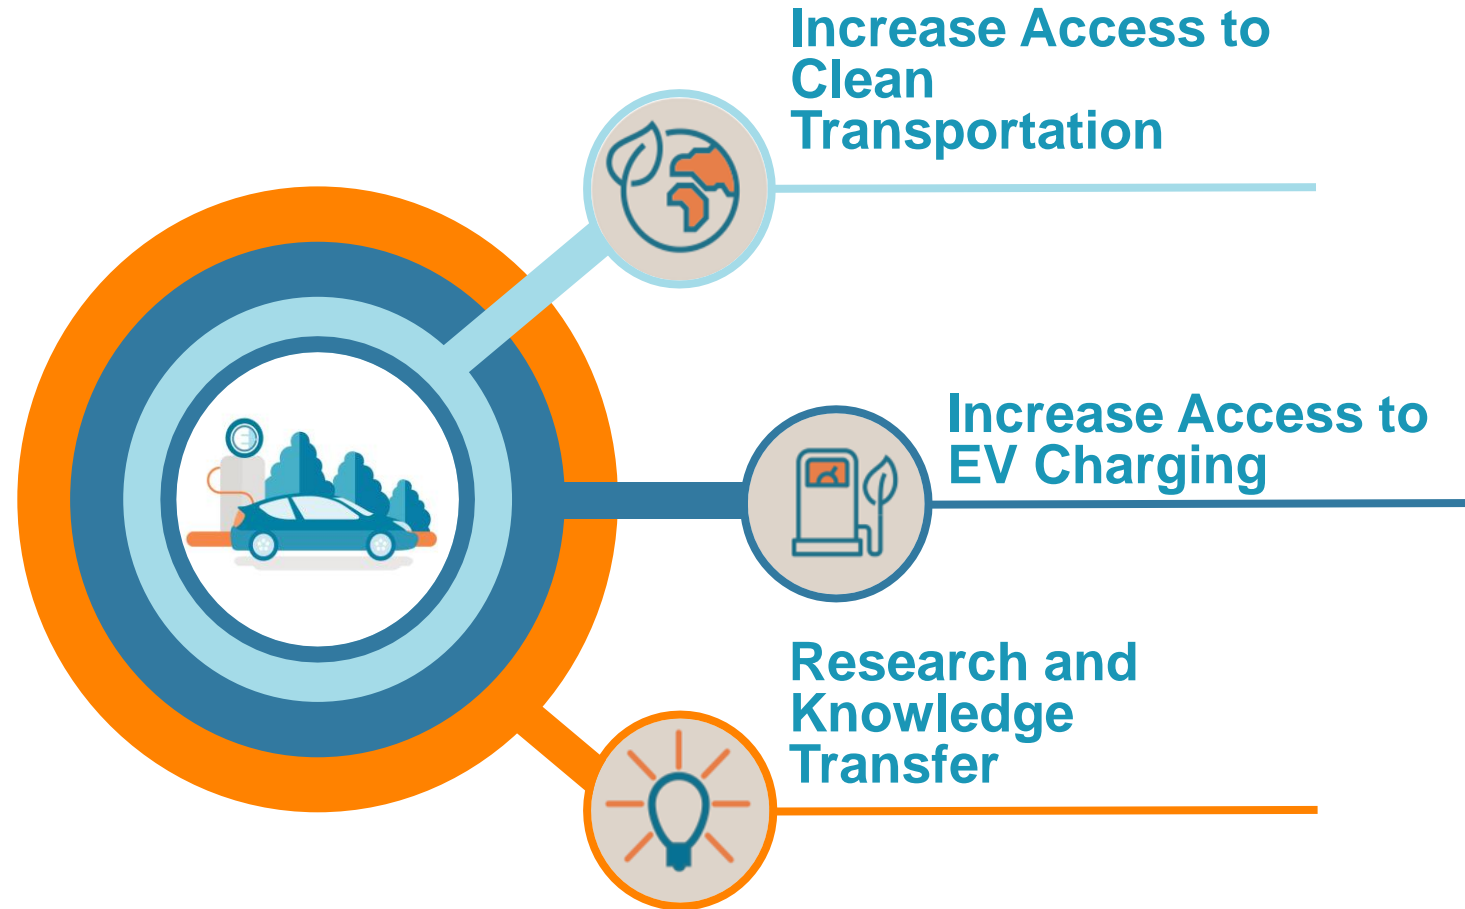 Increase Access to
Clean
Transportation
Increase Access to
EV Charging
Research and
Knowledge
Transfer